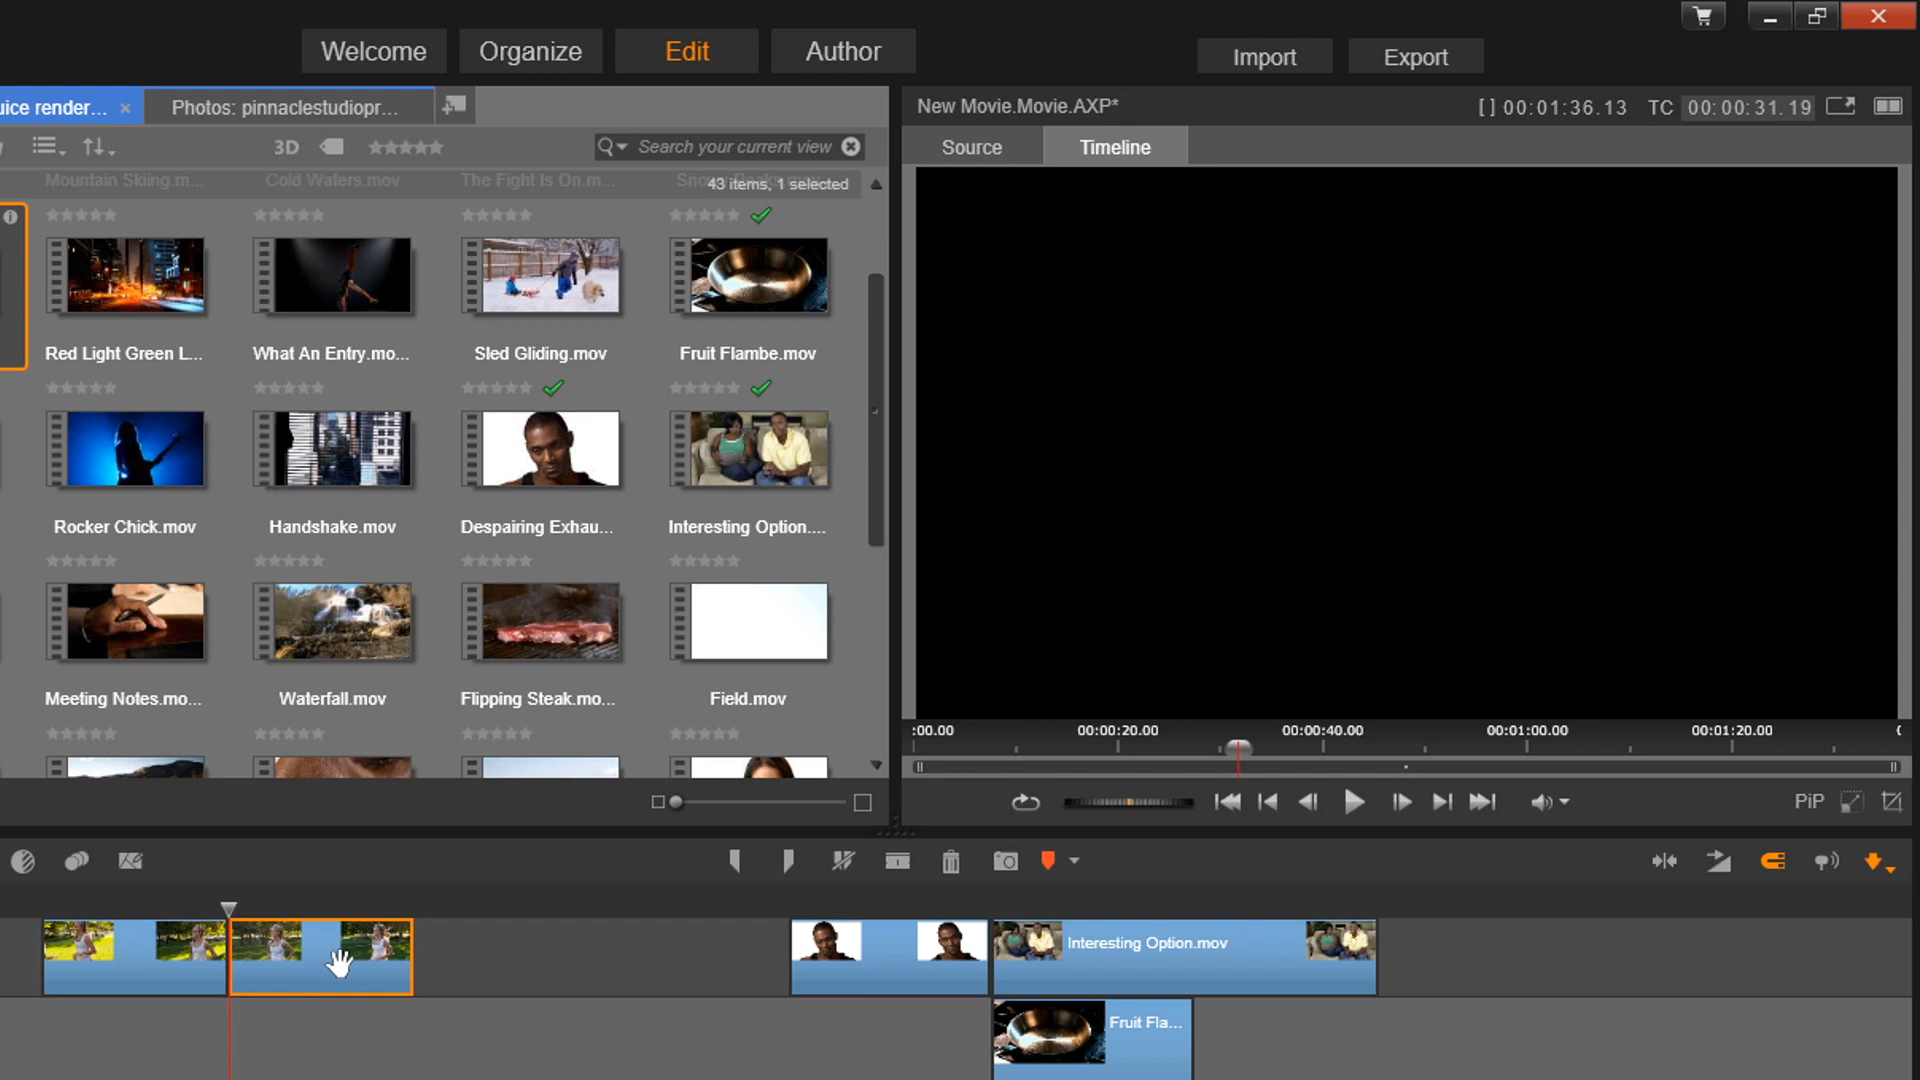 Welcome
Organize
Edit
Author
Import
Export
uice render...
Photos: pinnaclestudiopr...
New Movie.Movie.AXP*
[ ] 00:01:36.13
TC 00:00:31.19
3D
Search your current view
Source
Timeline
Mountain Skiing.m...
Cold Waters.mov
The Fight Is On.m...
43 items, 1 selected
Red Light Green L...
What An Entry.mo...
Sled Gliding.mov
Fruit Flambe.mov
Rocker Chick.mov
Handshake.mov
Despairing Exhau...
Interesting Option....
Meeting Notes.mo...
Waterfall.mov
Flipping Steak.mo...
Field.mov
:00.00
00:00:20.00
00:00:40.00
00:01:00.00
00:01:20.00
PiP
Interesting Option.mov
Fruit Fla...